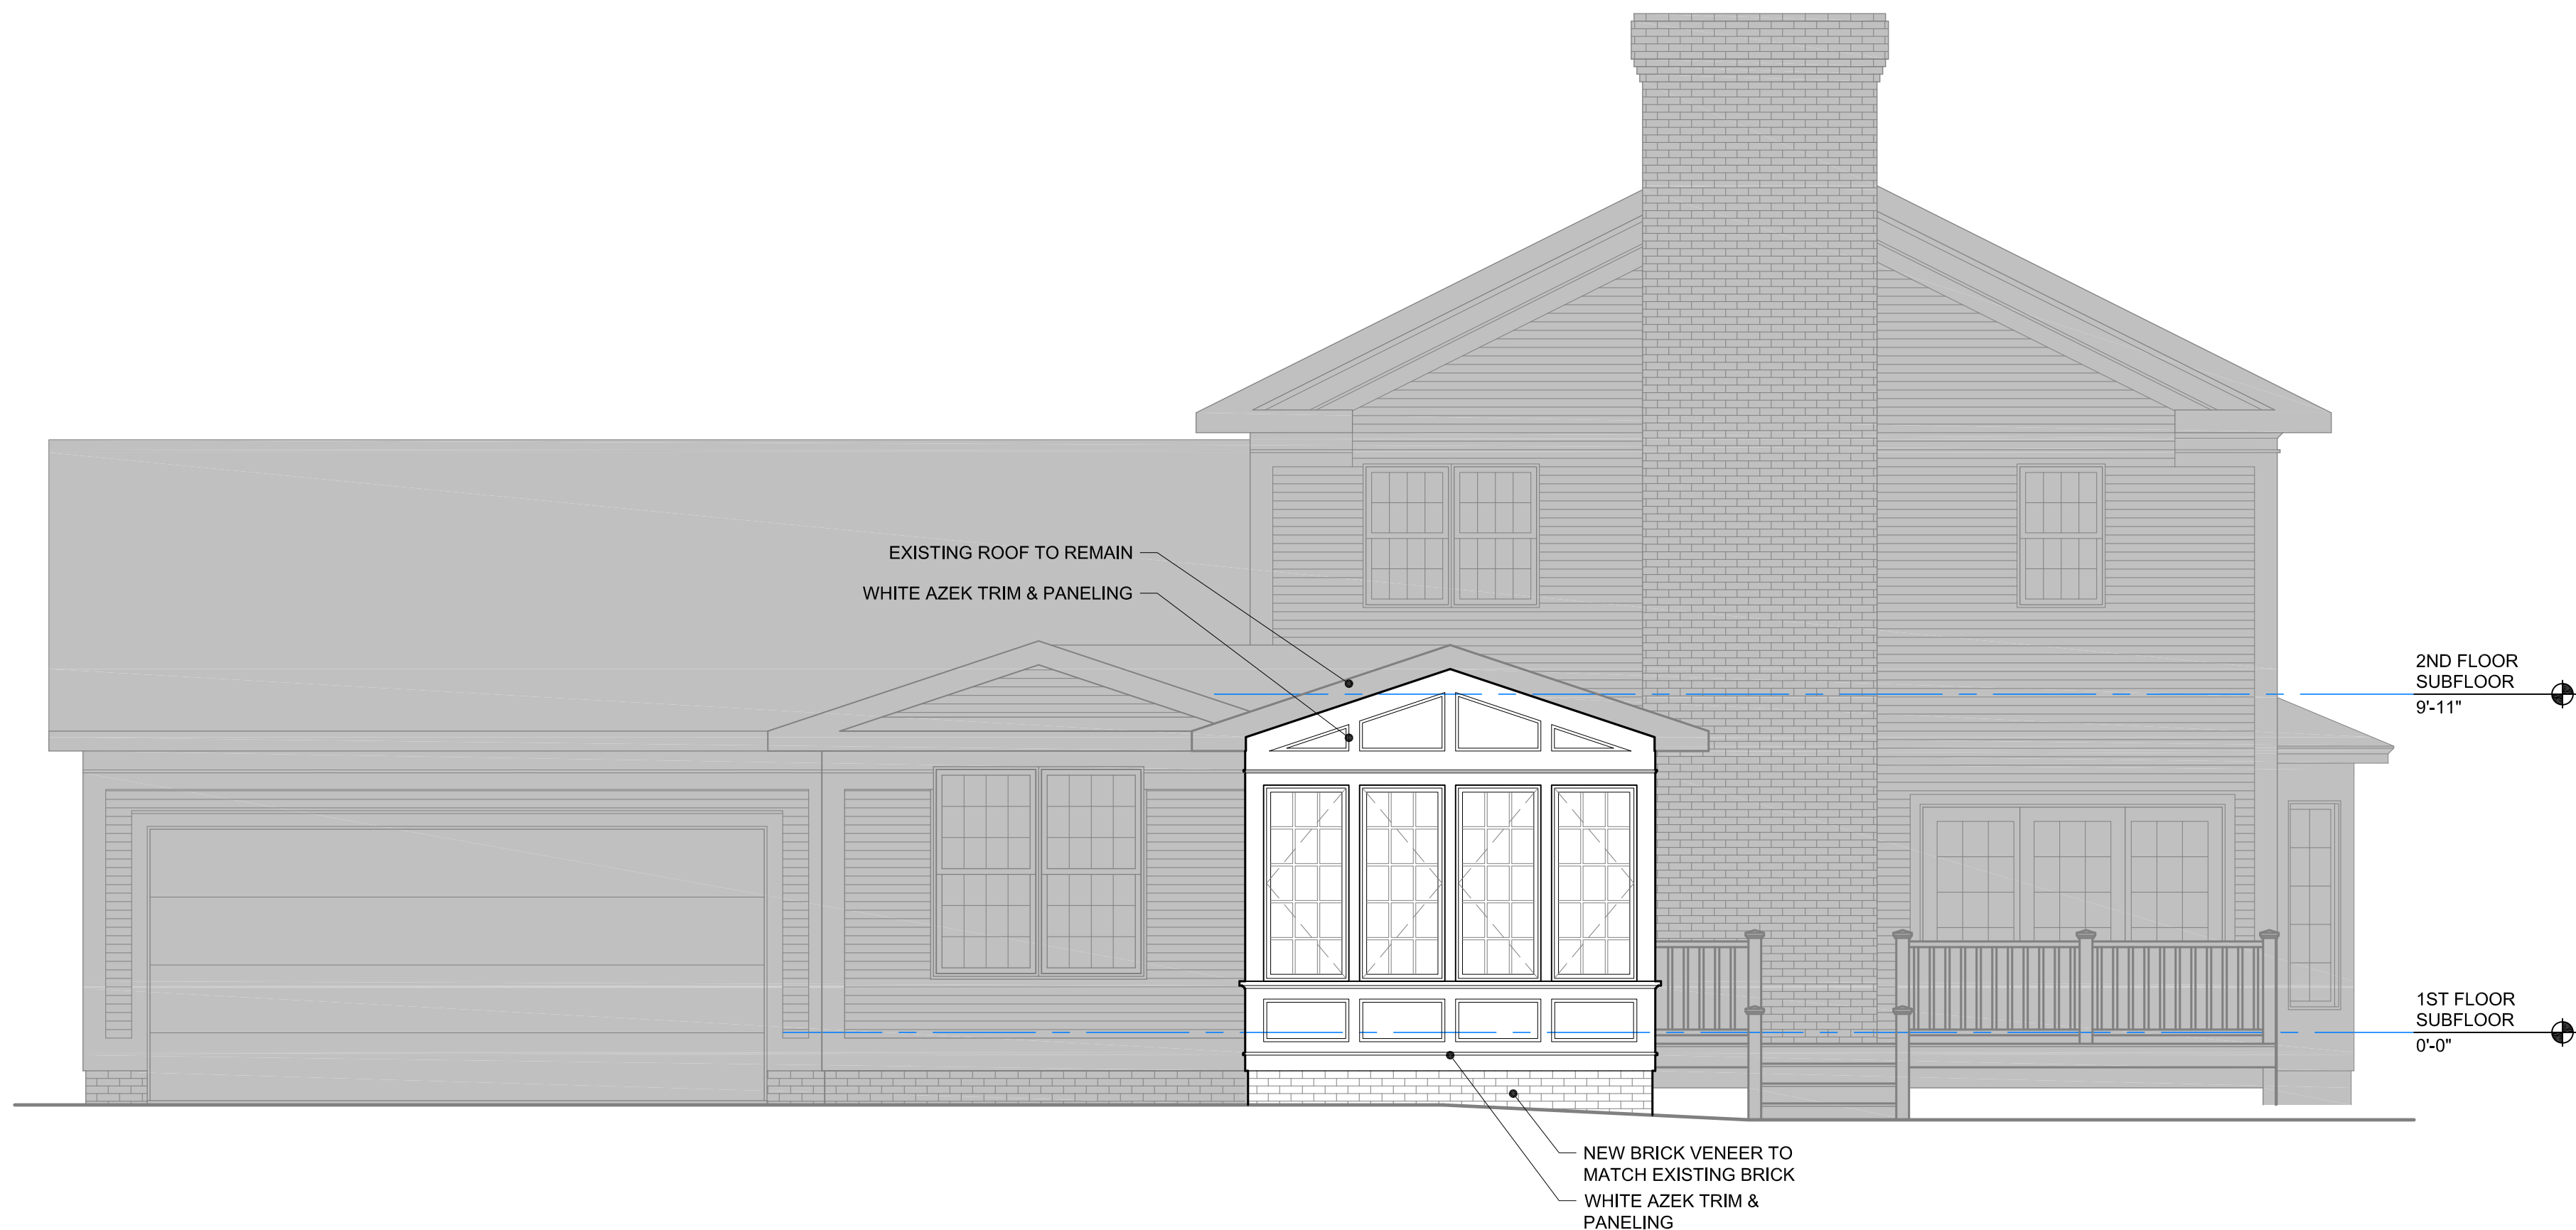 EXISTING ROOF TO REMAIN
WHITE AZEK TRIM & PANELING
2ND FLOOR
SUBFLOOR
9'-11"
1ST FLOOR
SUBFLOOR
0'-0"
NEW BRICK VENEER TO
MATCH EXISTING BRICK
WHITE AZEK TRIM &
PANELING